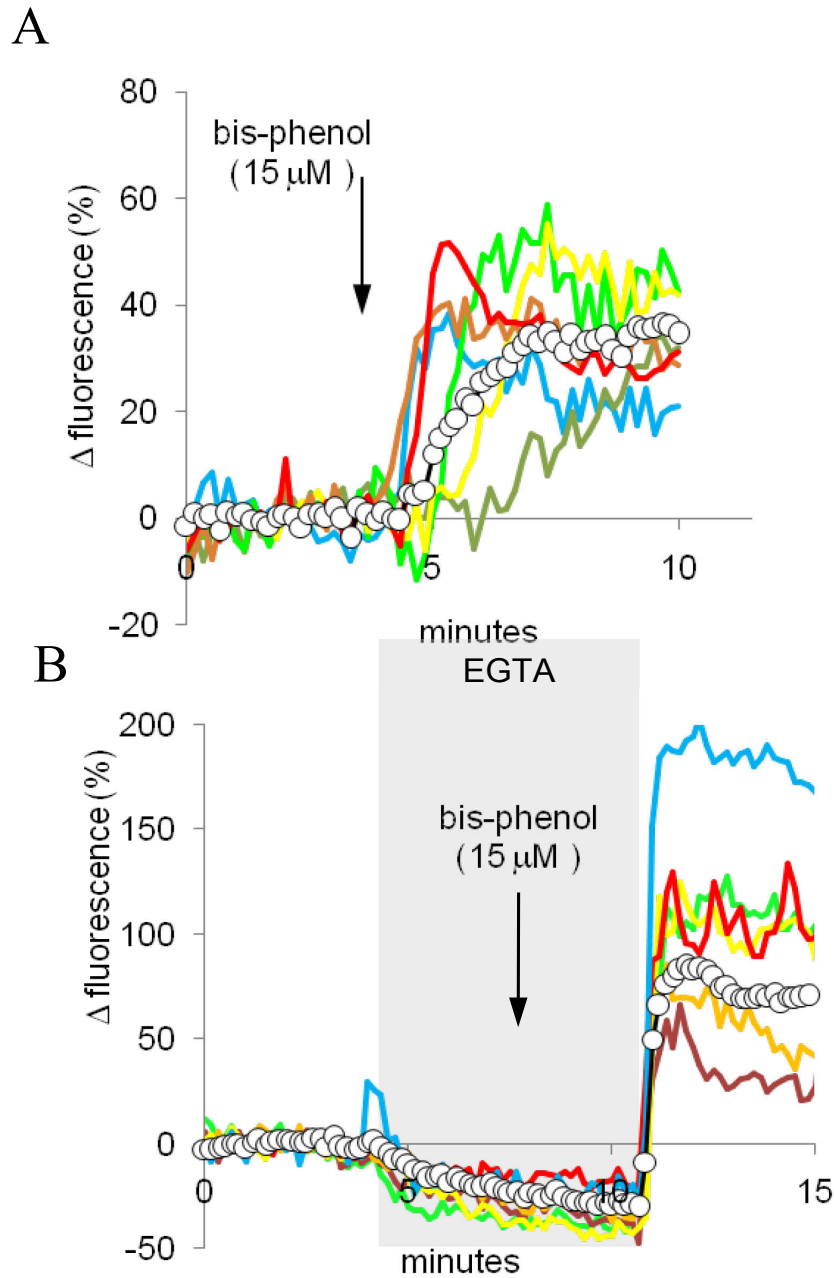 A
80
bis-phenol
(15 μM )
60
40
20
0
-20
Δ fluorescence (%)
0
5
10
minutes
B
EGTA
200
bis-phenol
(15 μM )
150
100
50
0
-50
Δ fluorescence (%)
0
5
10
15
minutes